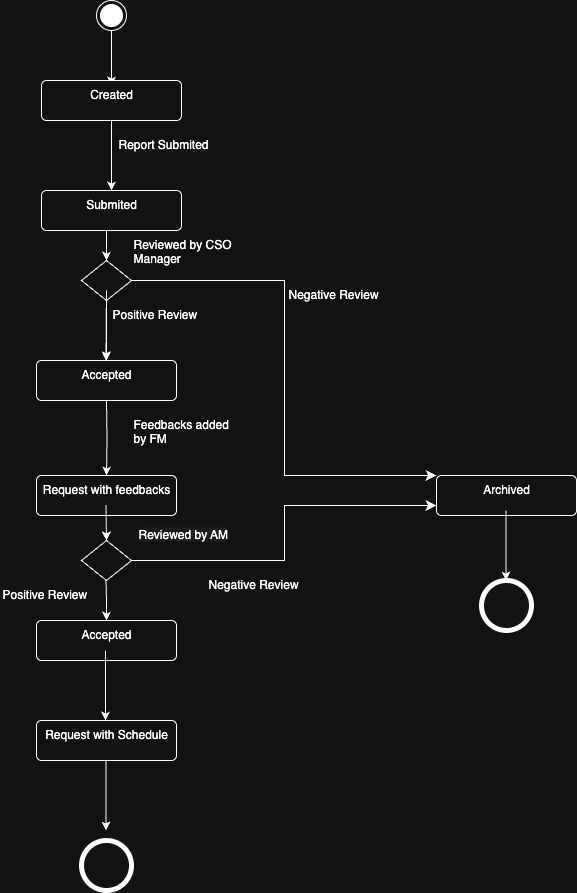 Created
Report Submited
Submited
Reviewed by CSO
Manager
Negative Review
Positive Review
Accepted
Feedbacks added
by FM
Request with feedbacks
Archived
Reviewed by AM
Negative Review
Positive Review
Accepted
Request with Schedule